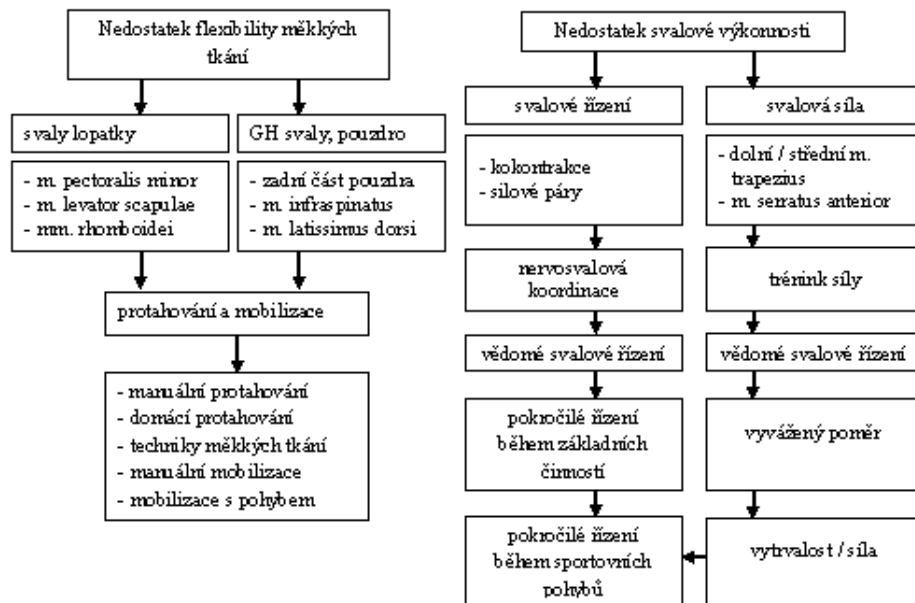 Nedostatek flexibility měkkých
tkání
svaly lopatky
GH svaly, pouzdro
- m. pectoralis minor
- m. levator scapulae
- mm. rhomboidei
- zadní část pouzdra
- m. infraspinatus
- m. latissimus dorsi
protahování a mobilizace
- manuální protahování
- domácí protahování
- techniky měkkých tkání
- manuální mobilizace
- mobilizace s pohybem
Nedostatek svalové výkonnosti
svalové řízení
svalová síla
- kokontrakce
- silové páry
- dolní / střední m.
trapezius
- m. serratus anterior
nervosvalová
koordinace
trénink síly
vědomé svalové řízení
vědomé svalové řízení
pokročilé řízení
během základních
činností
vyvážený poměr
pokročilé řízení
během sportovních
pohybů
vytrvalost / síla